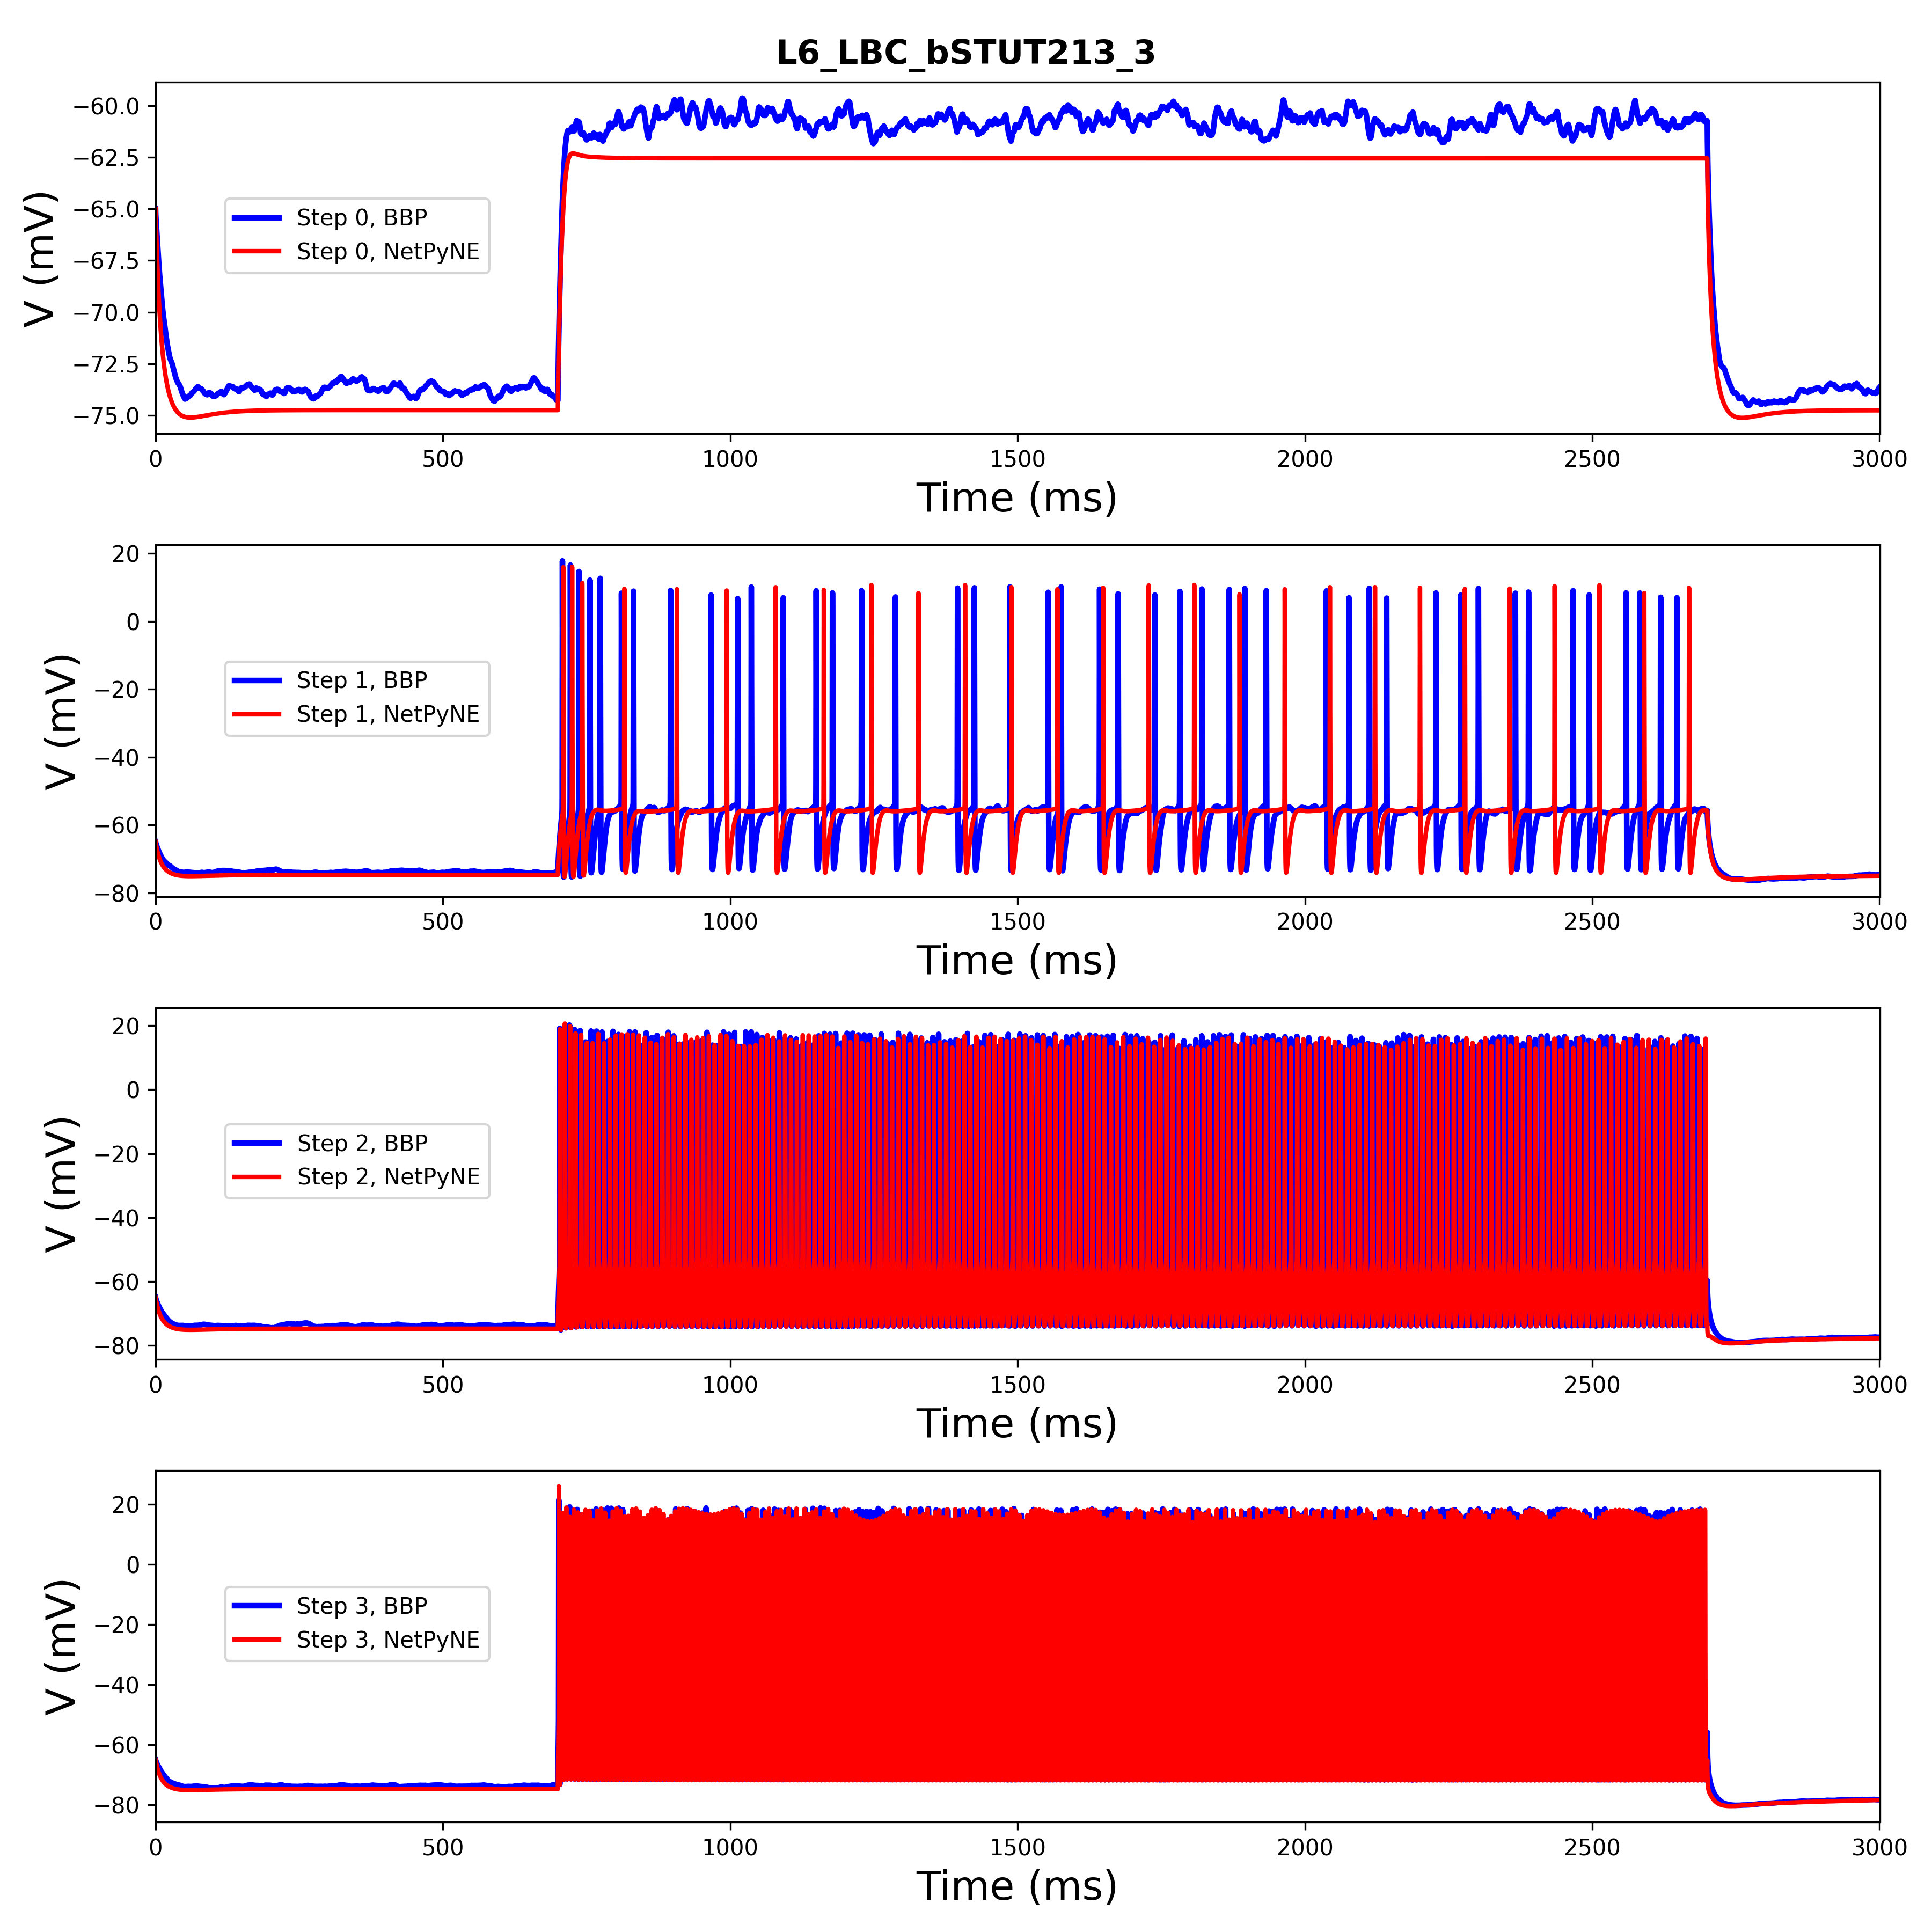 L6_LBC_bSTUT213_3
−60.0
−62.5
−65.0
−67.5
−70.0
−72.5
−75.0
V (mV)
Step 0, BBP
Step 0, NetPyNE
0 500 1000 1500 2000 2500 3000
Time (ms)
20
0
−20
−40
−60
−80
V (mV)
Step 1, BBP
Step 1, NetPyNE
0 500 1000 1500 2000 2500 3000
Time (ms)
20
0
−20
−40
−60
−80
V (mV)
Step 2, BBP
Step 2, NetPyNE
0 500 1000 1500 2000 2500 3000
Time (ms)
20
0
−20
−40
−60
−80
V (mV)
Step 3, BBP
Step 3, NetPyNE
0 500 1000 1500 2000 2500 3000
Time (ms)